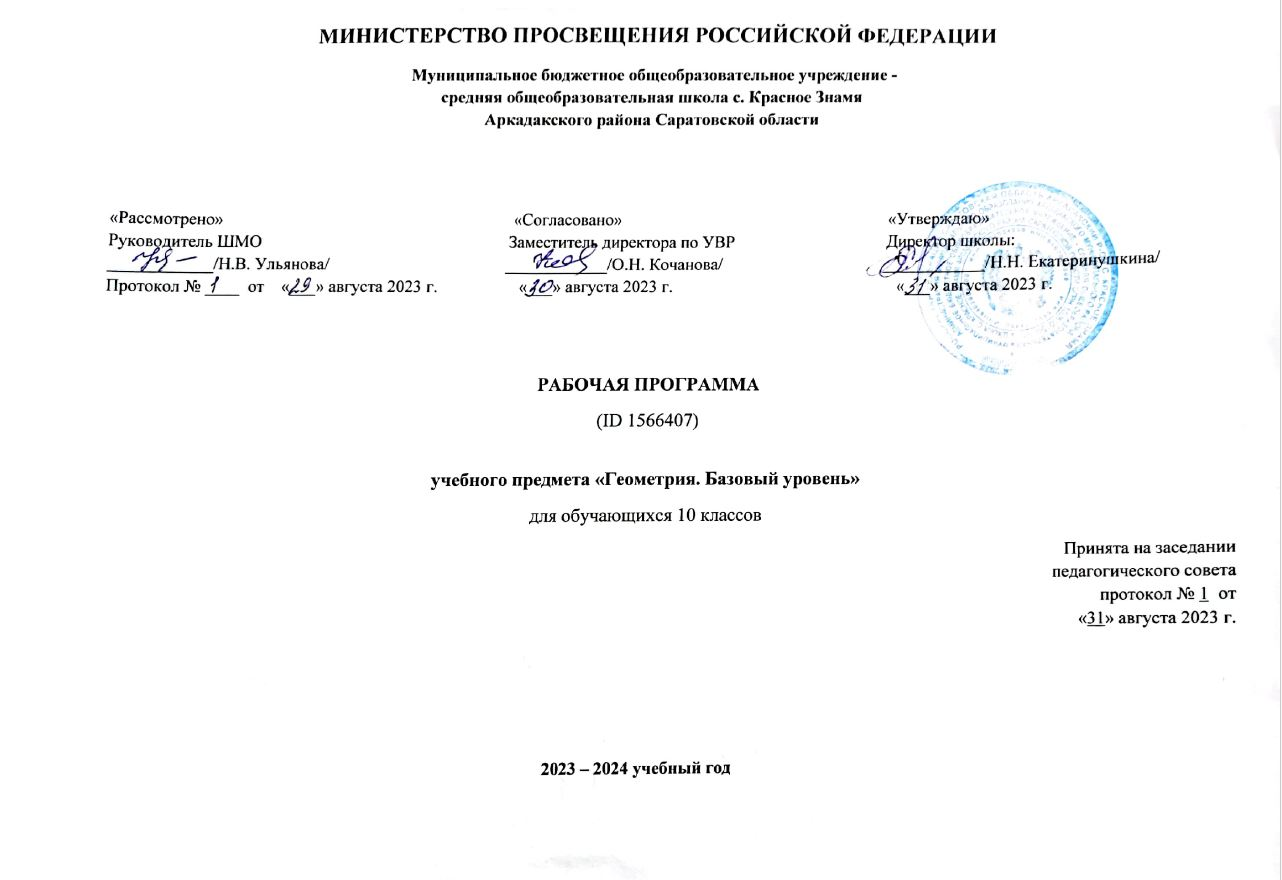 МИНИСТЕРСТВО ПРОСВЕЩЕНИЯ РОССИЙСКОЙ ФЕДЕРАЦИИ
Муниципальное бюджетное общеобразовательное учреждение -
средняя общеобразовательная школа с. Красное Знамя
Аркадакского района Саратовской области
«Рассмотрено»
Руководитель ШМО
____________/Н.В. Ульянова/
Протокол № 1 от «29» августа 2023 г.
«Согласовано»
Заместитель директора по УВР
____________/О.Н. Кочанова/
«30» августа 2023 г.
«Утверждаю»
Директор школы:
____________/Н.Н. Екатеринушкина/
«31» августа 2023 г.
РАБОЧАЯ ПРОГРАММА
(ID 1566407)
учебного предмета «Геометрия. Базовый уровень»
для обучающихся 10 классов
Принята на заседании
педагогического совета
протокол № 1 от
«31» августа 2023 г.
2023 – 2024 учебный год